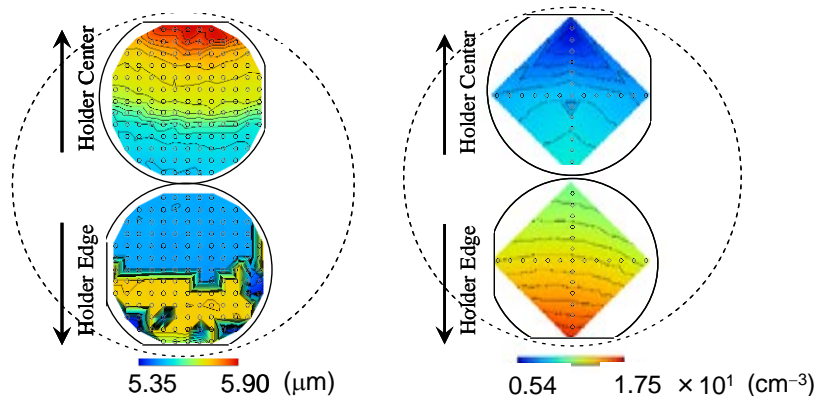 Holder Center
Holder Edge
5.35 5.90 (μm)
Holder Center
Holder Edge
0.54 1.75 × 10¹ (cm⁻³)